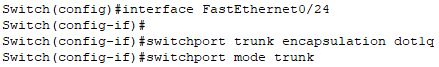 Switch(config)#interface FastEthernet0/24
Switch(config-if)#
Switch(config-if)#switchport trunk encapsulation dot1q
Switch(config-if)#switchport mode trunk